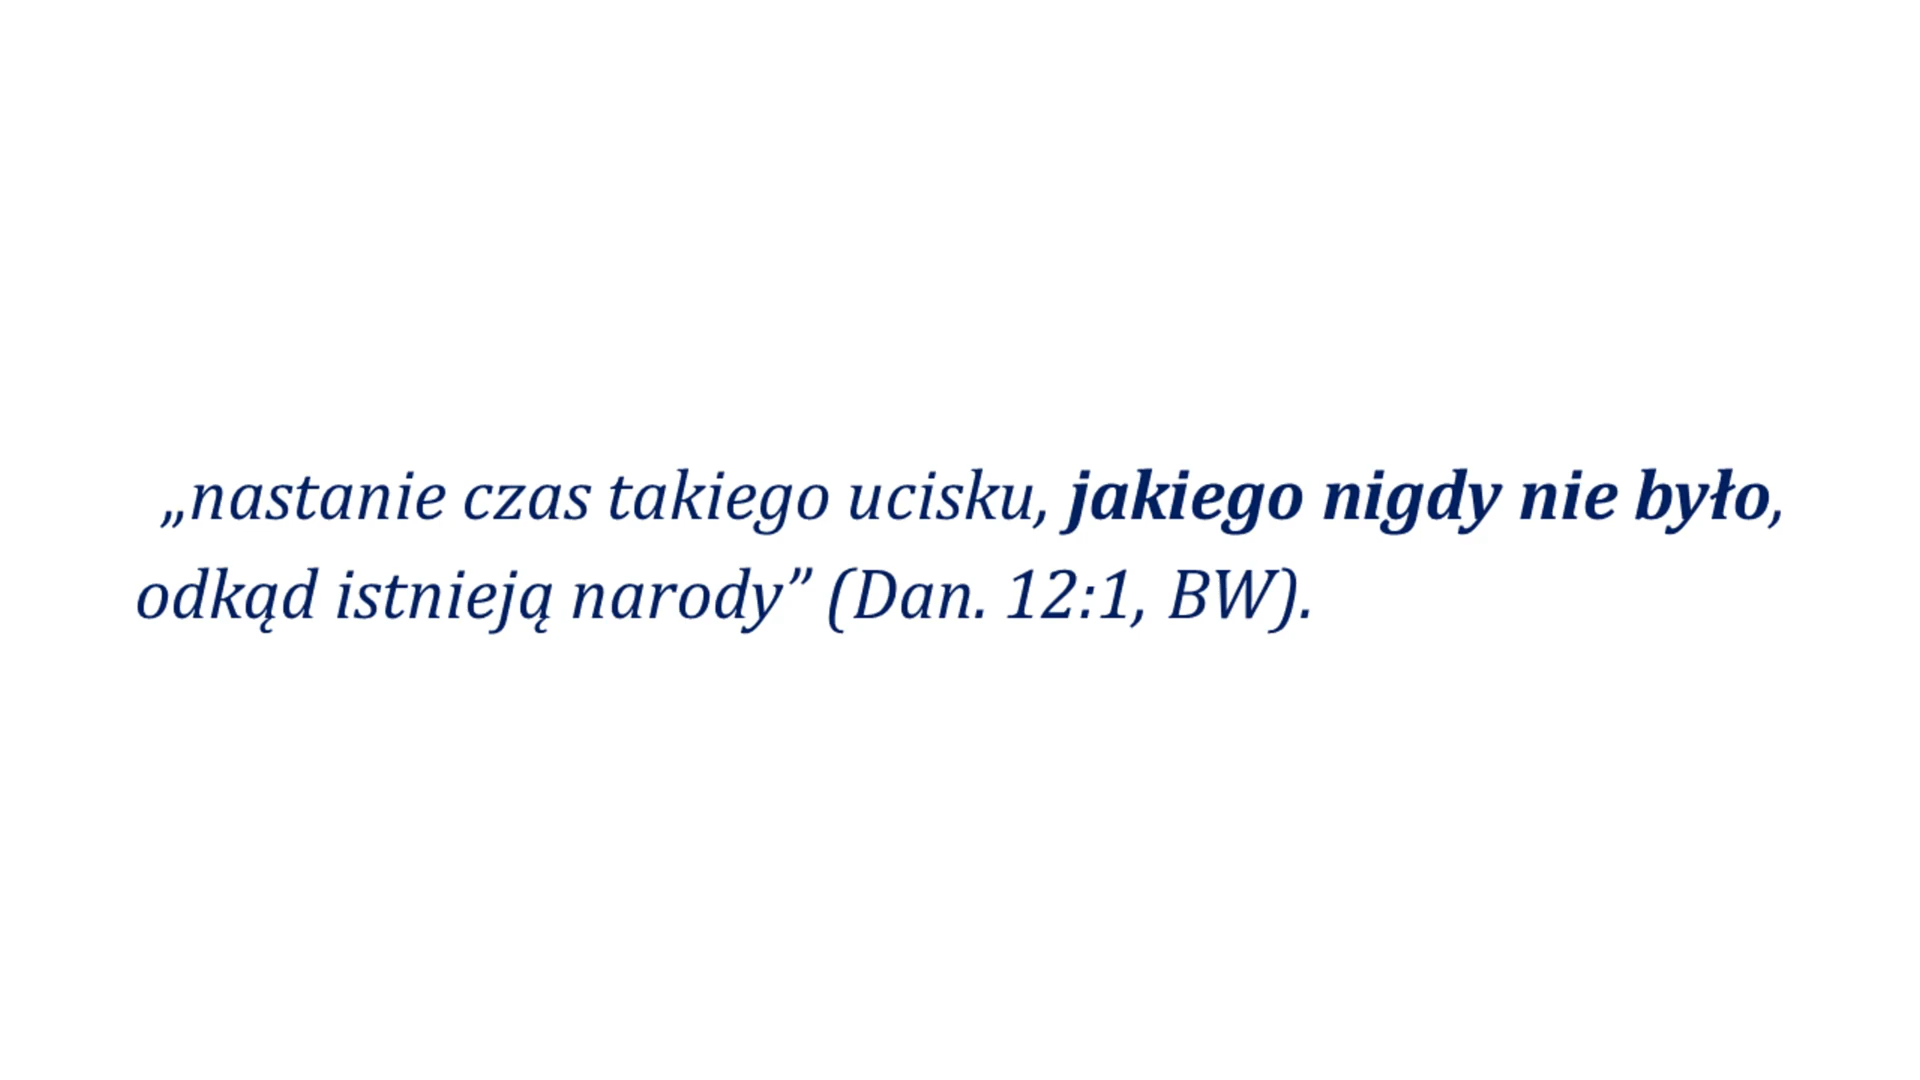 „nastanie czas takiego ucisku, jakiego nigdy nie było,
odkąd istnieją narody” (Dan. 12:1, BW).